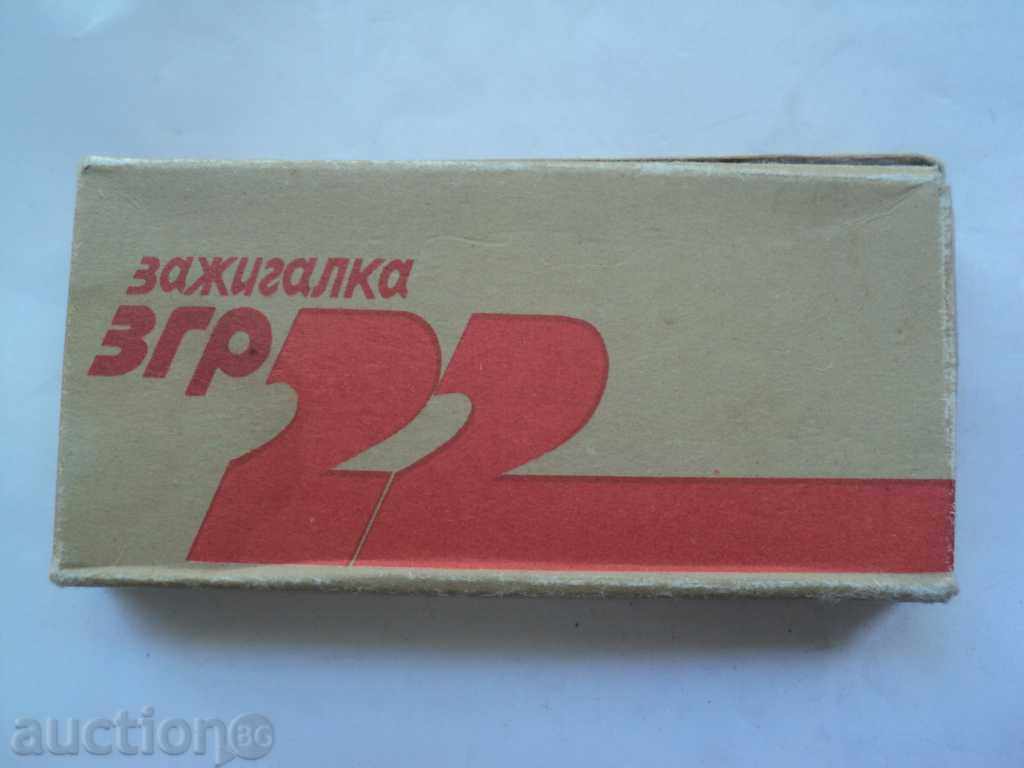 зажигалка
згр 22
auction BG